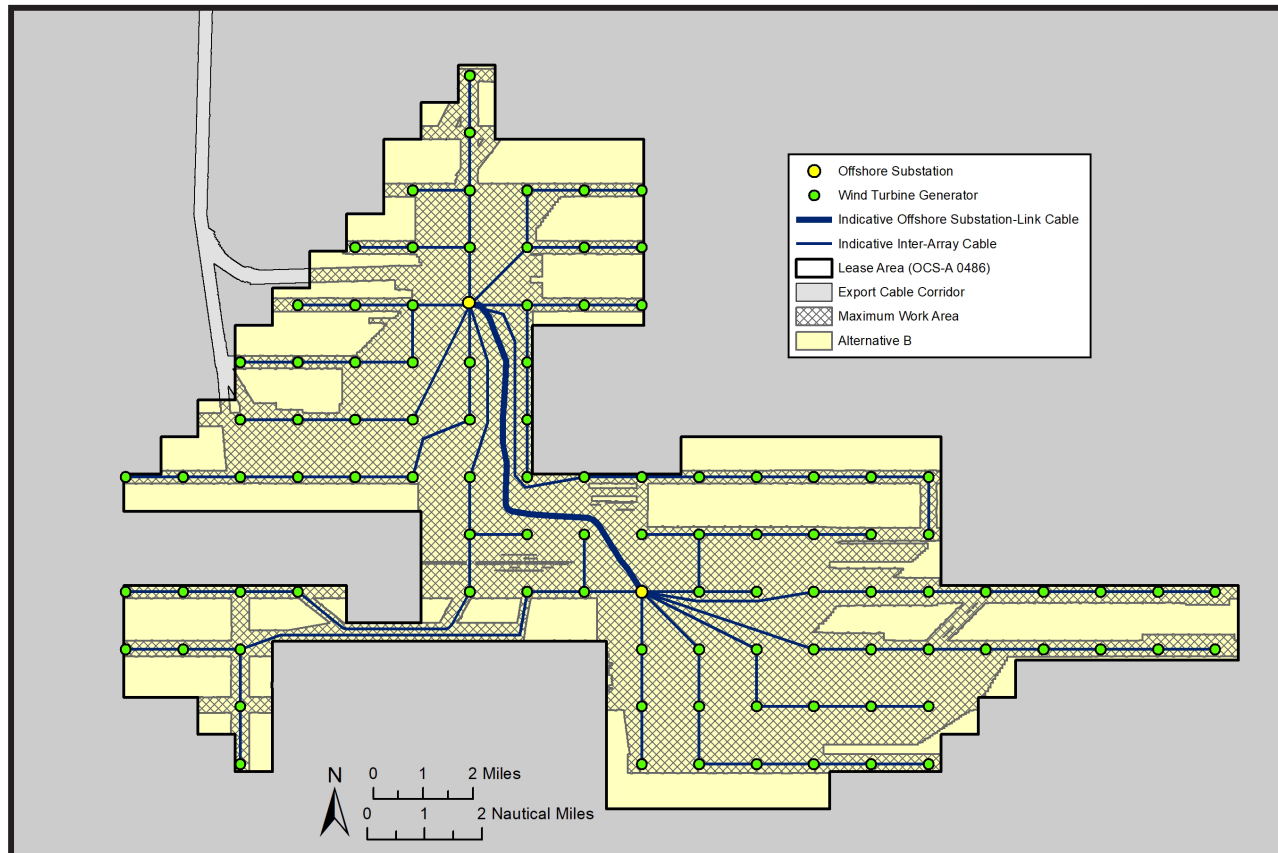 Offshore Substation
Wind Turbine Generator
Indicative Offshore Substation-Link Cable
Indicative Inter-Array Cable
Lease Area (OCS-A 0486)
Export Cable Corridor
Maximum Work Area
Alternative B
N
0 1 2 Miles
0 1 2 Nautical Miles